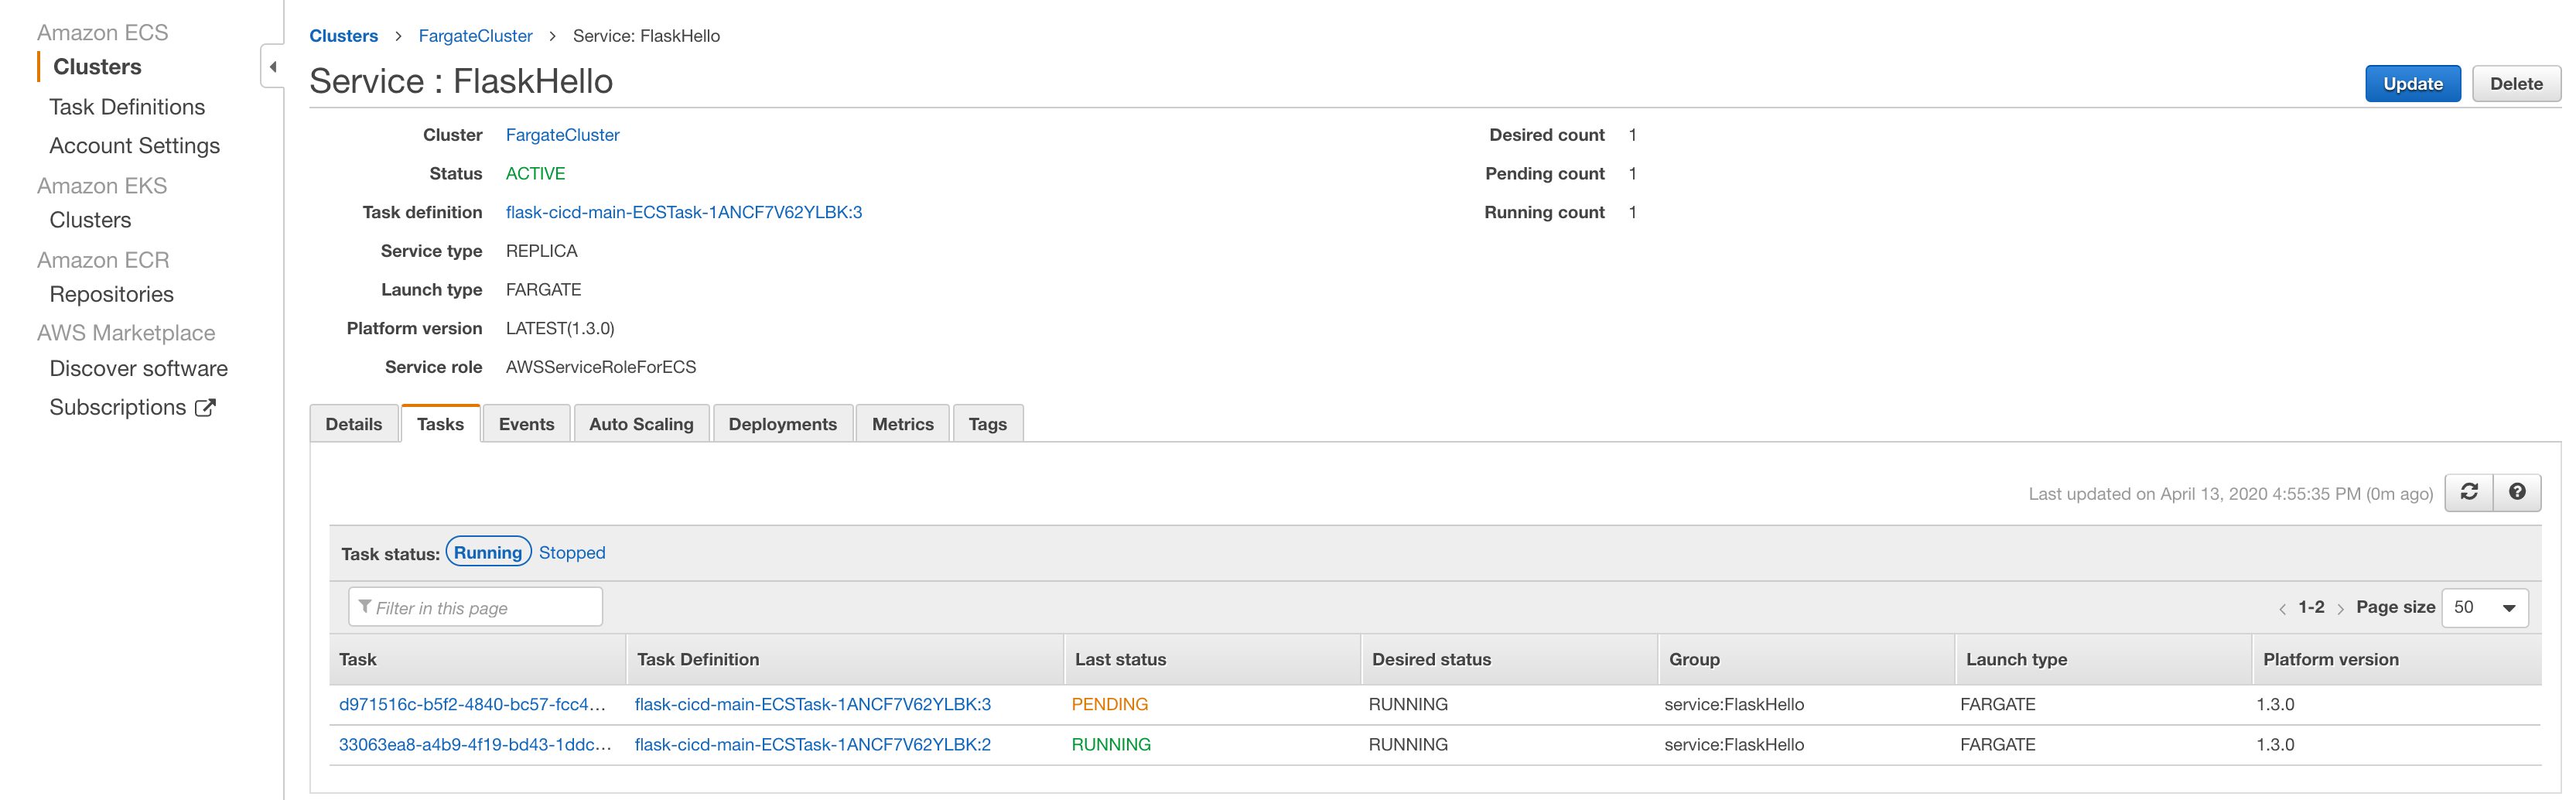 Amazon ECS
Clusters
Task Definitions
Account Settings
Amazon EKS
Clusters
Amazon ECR
Repositories
AWS Marketplace
Discover software
Subscriptions
Clusters > FargateCluster > Service: FlaskHello
Service : FlaskHello
Update Delete
Cluster FargateCluster
Status ACTIVE
Task definition flask-cicd-main-ECSTask-1ANCF7V62YLBK:3
Service type REPLICA
Launch type FARGATE
Platform version LATEST(1.3.0)
Service role AWSServiceRoleForECS
Desired count 1
Pending count 1
Running count 1
Details Tasks Events Auto Scaling Deployments Metrics Tags
Last updated on April 13, 2020 4:55:35 PM (0m ago)
Task status: Running Stopped
Filter in this page
< 1-2 > Page size 50
Task Task Definition Last status Desired status Group Launch type Platform version
d971516c-b5f2-4840-bc57-fcc4... flask-cicd-main-ECSTask-1ANCF7V62YLBK:3 PENDING RUNNING service:FlaskHello FARGATE 1.3.0
33063ea8-a4b9-4f19-bd43-1ddc... flask-cicd-main-ECSTask-1ANCF7V62YLBK:2 RUNNING RUNNING service:FlaskHello FARGATE 1.3.0